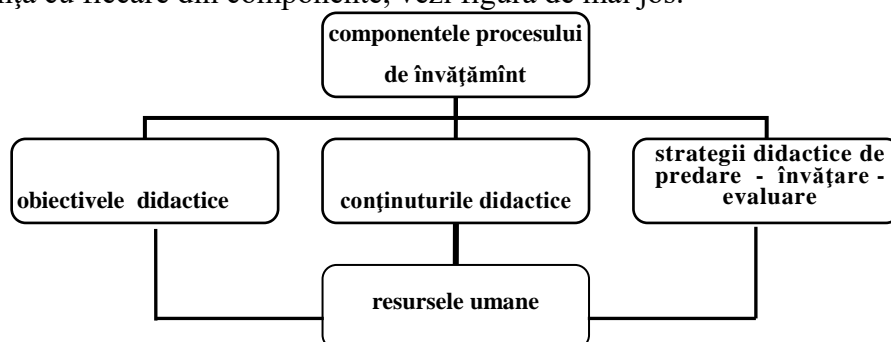 cu fiecare din componente, vezi figura de mai jos.
componentele procesului
de învăţămînt
obiectivele didactice
conţinuturile didactice
strategii didactice de
predare - învăţare -
evaluare
resursele umane